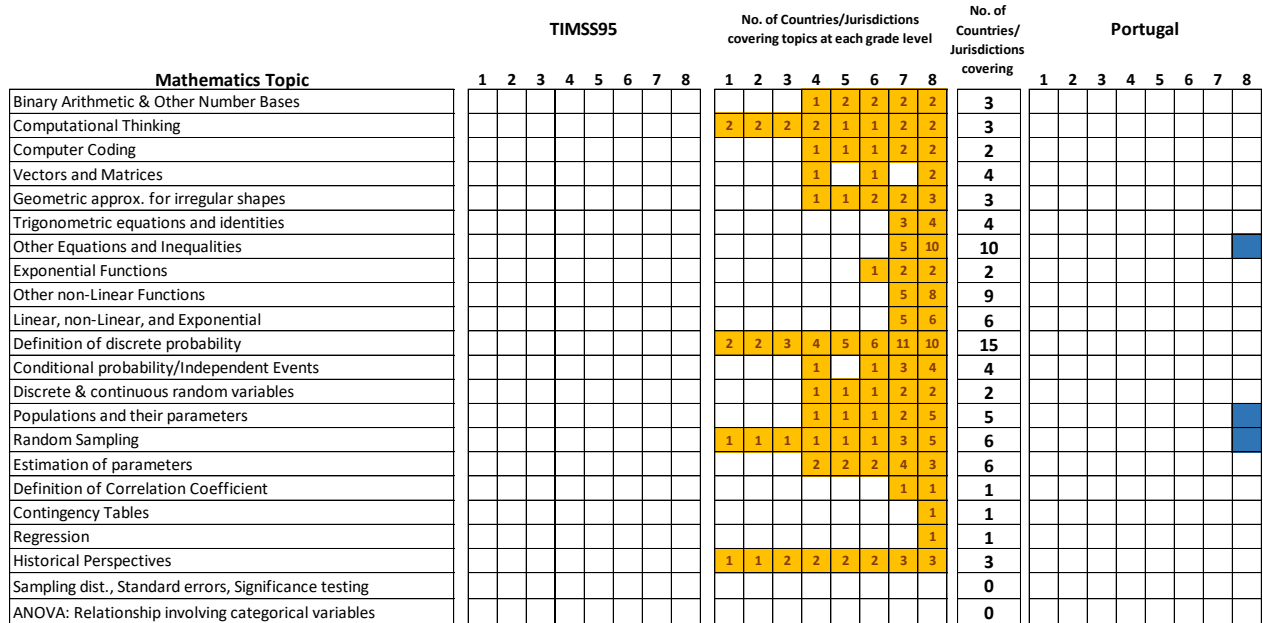 TIMSS95
No. of Countries/Jurisdictions
covering topics at each grade level
No. of
Countries/
Jurisdictions
covering
Portugal
Mathematics Topic 1 2 3 4 5 6 7 8 1 2 3 4 5 6 7 8 1 2 3 4 5 6 7 8
Binary Arithmetic & Other Number Bases 1 2 2 2 2 3
Computational Thinking 2 2 2 2 1 1 2 2 3
Computer Coding 1 1 1 2 2 2
Vectors and Matrices 1 1 2 4
Geometric approx. for irregular shapes 1 1 2 2 3 3
Trigonometric equations and identities 3 4 4
Other Equations and Inequalities 5 10 10
Exponential Functions 1 2 2 2
Other non-Linear Functions 5 8 9
Linear, non-Linear, and Exponential 5 6 6
Definition of discrete probability 2 2 3 4 5 6 11 10 15
Conditional probability/Independent Events 1 1 3 4 4
Discrete & continuous random variables 1 1 1 2 2 2
Populations and their parameters 1 1 1 2 5 5
Random Sampling 1 1 1 1 1 1 3 5 6
Estimation of parameters 2 2 2 4 3 6
Definition of Correlation Coefficient 1 1 1
Contingency Tables 1 1
Regression 1 1
Historical Perspectives 1 1 2 2 2 2 3 3 3
Sampling dist., Standard errors, Significance testing 0
ANOVA: Relationship involving categorical variables 0